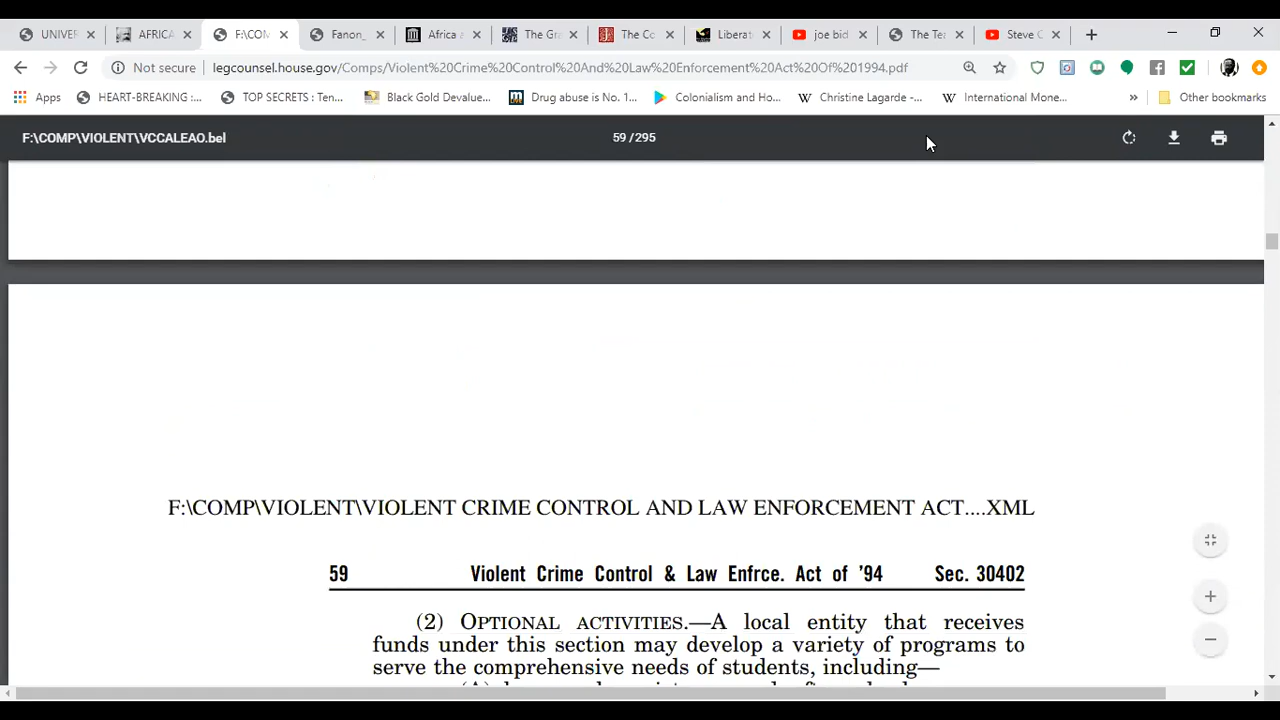 UNIVER
AFRICA
F:\COM
Fanon_
Africa a
The Gra
The Co
Liberat
joe bid
The Tea
Steve C
Not secure
legcounsel.house.gov/Comps/Violent%20Crime%20Control%20And%20Law%20Enforcement%20Act%20Of%201994.pdf
Apps
HEART-BREAKING :...
TOP SECRETS : Ten...
Black Gold Devalue...
Drug abuse is No. 1...
Colonialism and Ho...
Christine Lagarde -...
International Mone...
»
Other bookmarks
F:\COMP\VIOLENT\VCCALEAO.bel
59 / 295
F:\COMP\VIOLENT\VIOLENT CRIME CONTROL AND LAW ENFORCEMENT ACT....XML
59 Violent Crime Control & Law Enfrce. Act of '94 Sec. 30402
(2) OPTIONAL ACTIVITIES.—A local entity that receives
funds under this section may develop a variety of programs to
serve the comprehensive needs of students, including—